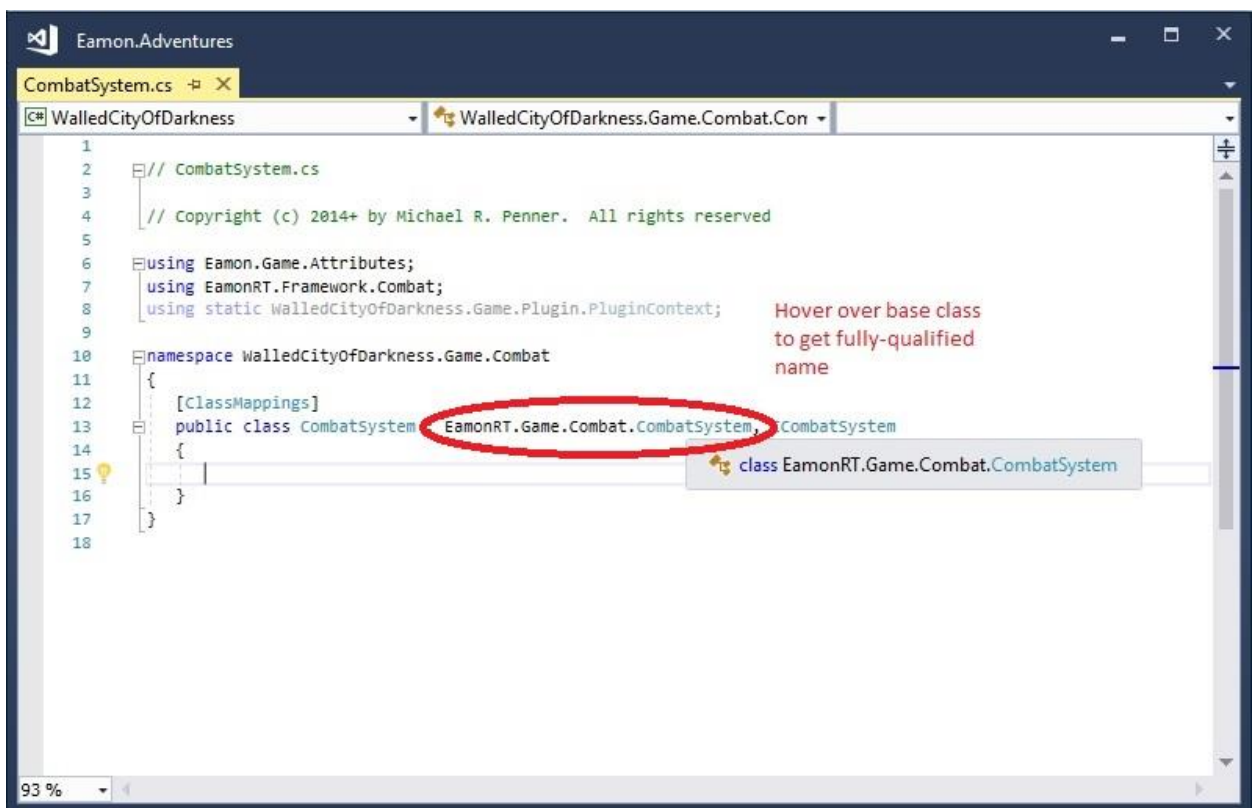 Eamon.Adventures
CombatSystem.cs
C# WalledCityOfDarkness
WalledCityOfDarkness.Game.Combat.Con
1
2 // CombatSystem.cs
3
4 // Copyright (c) 2014+ by Michael R. Penner.  All rights reserved
5
6 using Eamon.Game.Attributes;
7 using EamonRT.Framework.Combat;
8 using static WalledCityOfDarkness.Game.Plugin.PluginContext;
Hover over base class
to get fully-qualified
name
9
10 namespace WalledCityOfDarkness.Game.Combat
11 {
12 [ClassMappings]
13 public class CombatSystem EamonRT.Game.Combat.CombatSystem, CombatSystem
14 {
class EamonRT.Game.Combat.CombatSystem
15
16 }
17 }
18
93 %